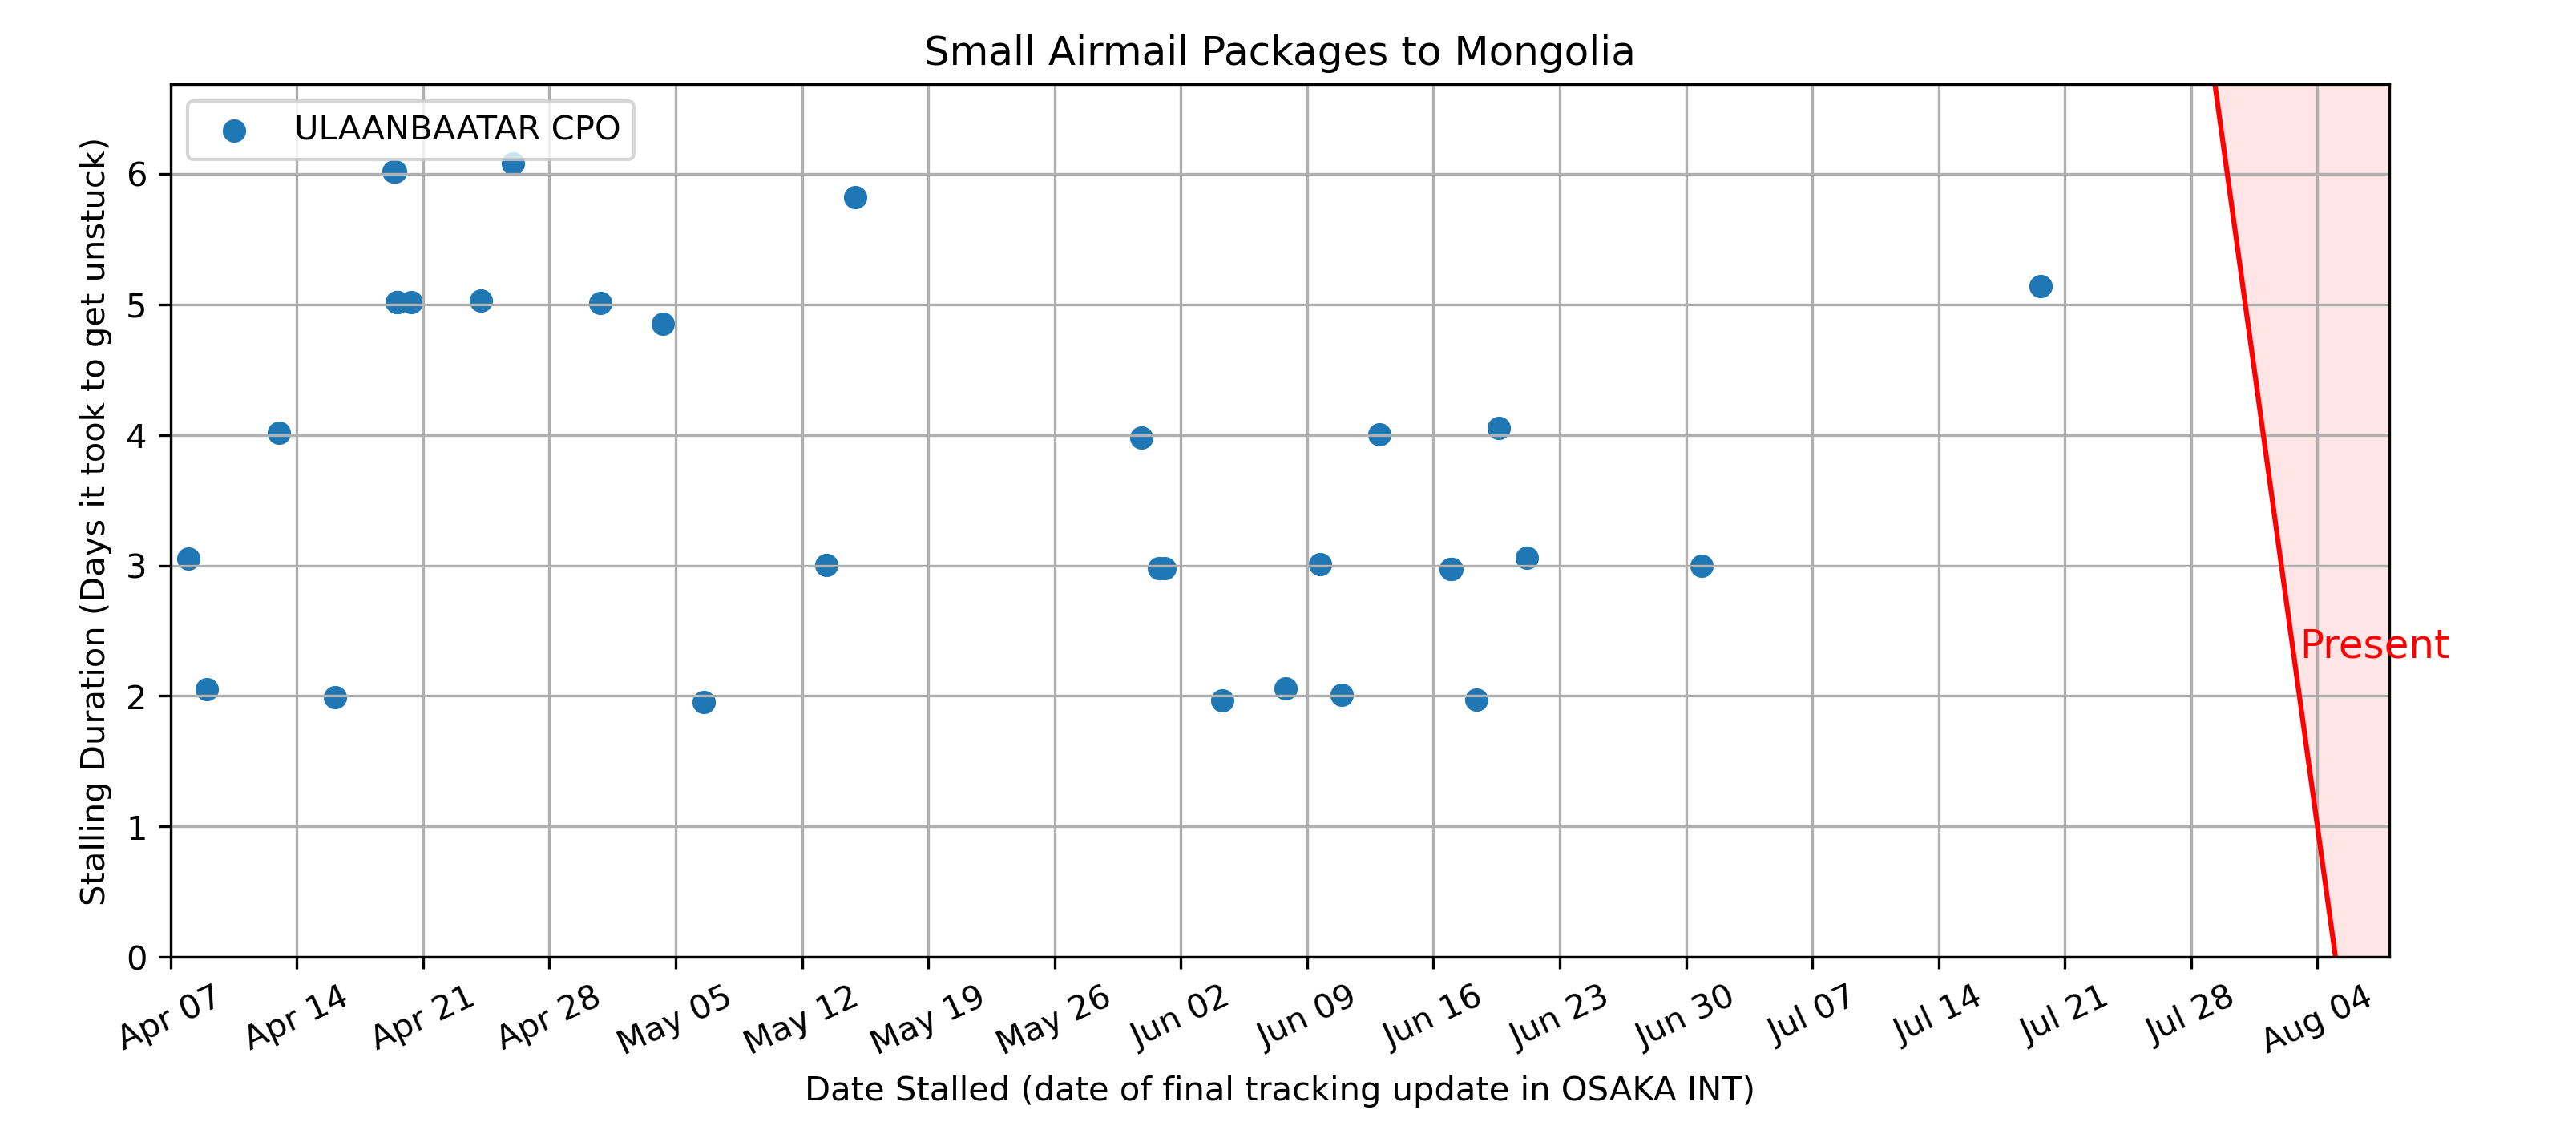 Small Airmail Packages to Mongolia
ULAANBAATAR CPO
Stalling Duration (Days it took to get unstuck)
6
5
4
3
2
1
0
Present
Apr 07
Apr 14
Apr 21
Apr 28
May 05
May 12
May 19
May 26
Jun 02
Jun 09
Jun 16
Jun 23
Jun 30
Jul 07
Jul 14
Jul 21
Jul 28
Aug 04
Date Stalled (date of final tracking update in OSAKA INT)